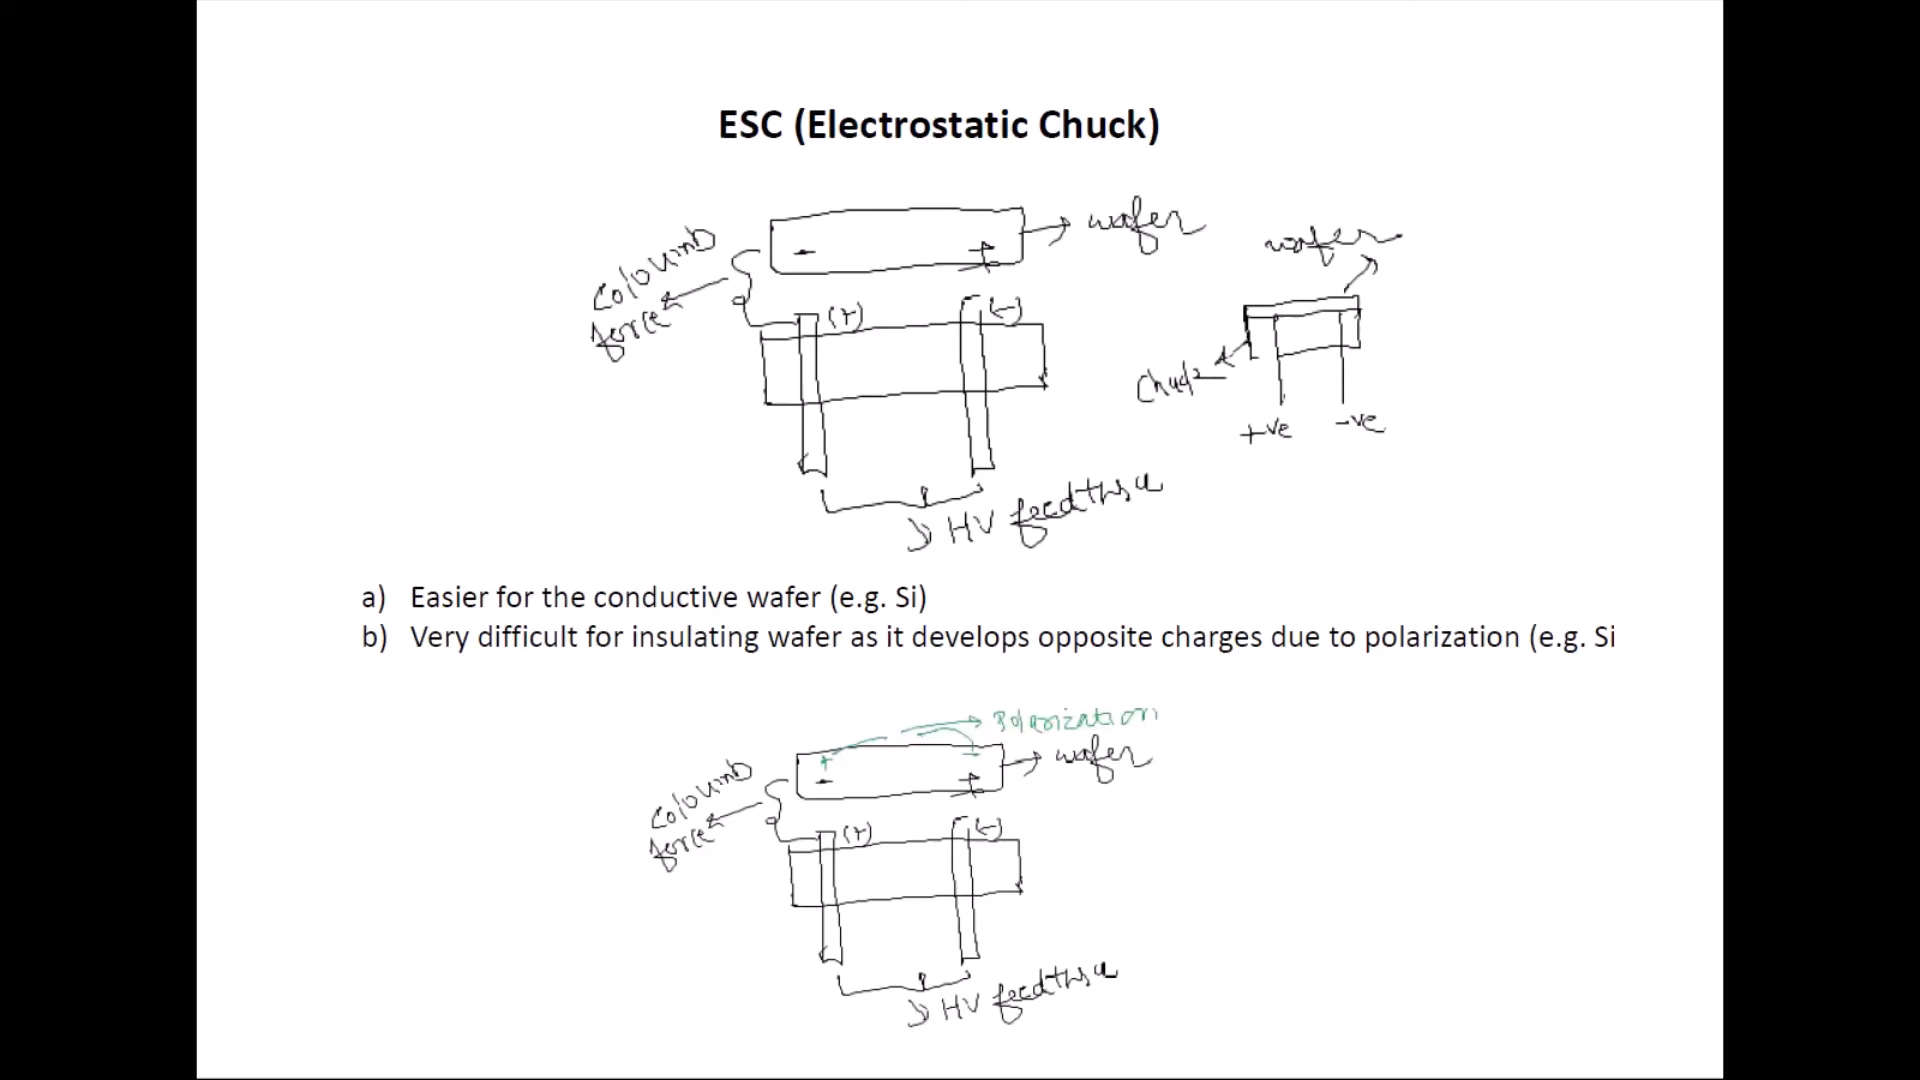 ESC (Electrostatic Chuck)
wafer
wafer
Coloumb
force
(+)
(-)
Chuck
+ve
-ve
HV feedthru
a) Easier for the conductive wafer (e.g. Si)
b) Very difficult for insulating wafer as it develops opposite charges due to polarization (e.g. Si
Polarization
wafer
Coloumb
force
(+)
(-)
HV feedthru